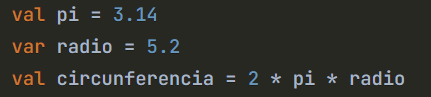 val pi = 3.14
var radio = 5.2
val circunferencia = 2 * pi * radio